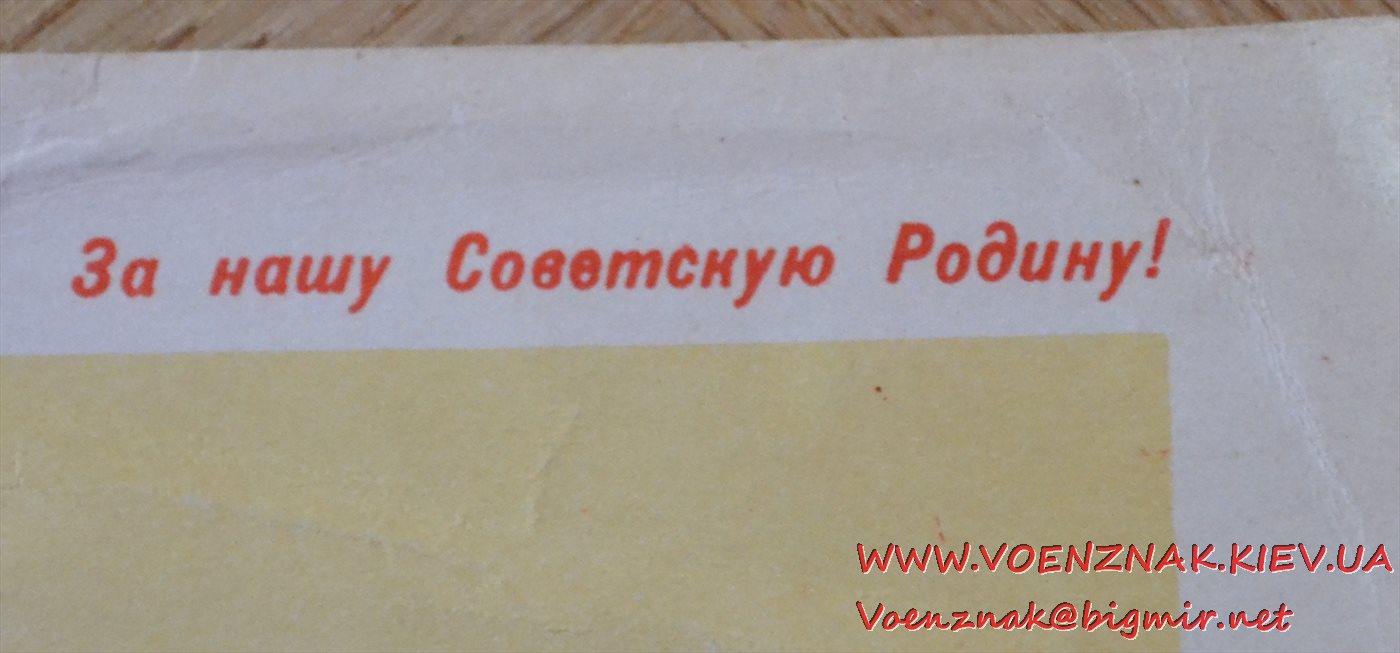 За нашу Советскую Родину!
WWW.VOENZNAK.KIEV.UA
Voenznak@bigmir.net